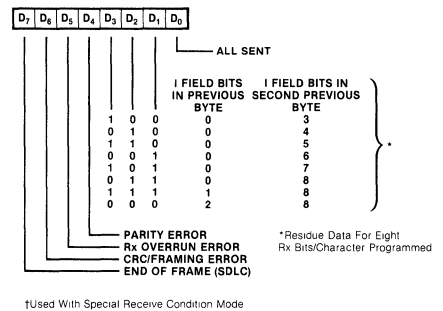 D7 D6 D5 D4 D3 D2 D1 D0
ALL SENT
I FIELD BITS I FIELD BITS IN
IN PREVIOUS SECOND PREVIOUS
BYTE BYTE
1 0 0 0 3
0 1 0 0 4
1 1 0 0 5
0 0 1 0 6
1 0 1 0 7
0 1 1 0 8
1 1 1 1 8
0 0 0 2 8
*
PARITY ERROR
Rx OVERRUN ERROR
CRC/FRAMING ERROR
END OF FRAME (SDLC)
*Residue Data For Eight
Rx Bits/Character Programmed
†Used With Special Receive Condition Mode